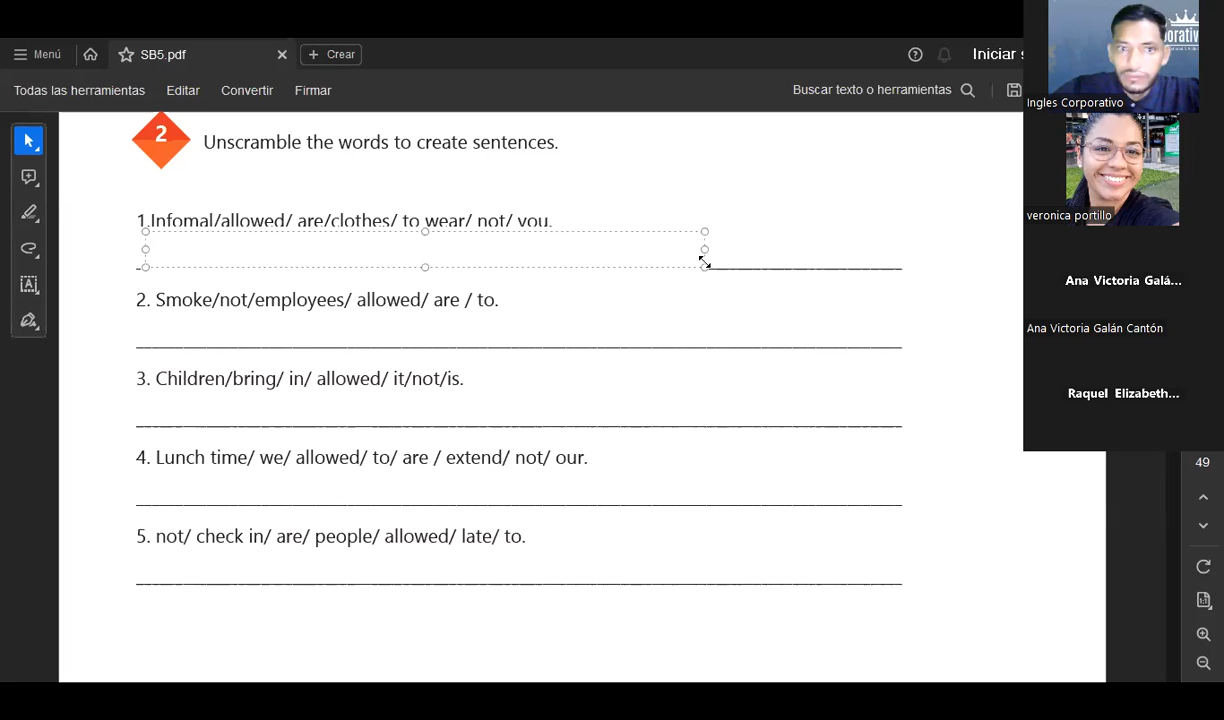 Menú
SB5.pdf
Crear
Iniciar s
Todas las herramientas
Editar
Convertir
Firmar
Buscar texto o herramientas
2
Unscramble the words to create sentences.
1.Infomal/allowed/ are/clothes/ to wear/ not/ you.
2. Smoke/not/employees/ allowed/ are / to.
3. Children/bring/ in/ allowed/ it/not/is.
4. Lunch time/ we/ allowed/ to/ are / extend/ not/ our.
5. not/ check in/ are/ people/ allowed/ late/ to.
orativ
Ingles Corporativo
veronica portillo
Ana Victoria Galá...
Ana Victoria Galán Cantón
Raquel Elizabeth...
49
1:1